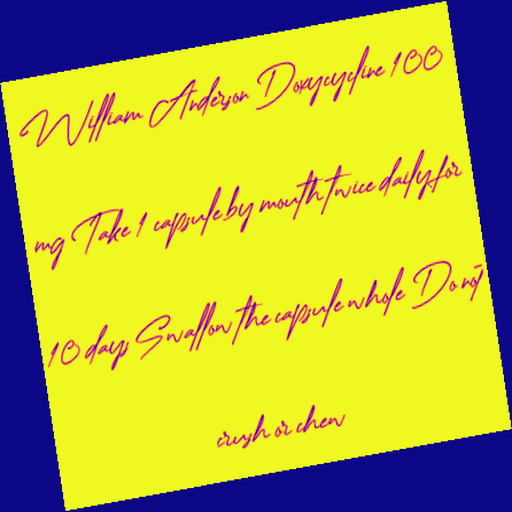 William Anderson Doxycycline 100
mg Take 1 capsule by mouth twice daily for
10 days Swallow the capsule whole Do not
crush or chew